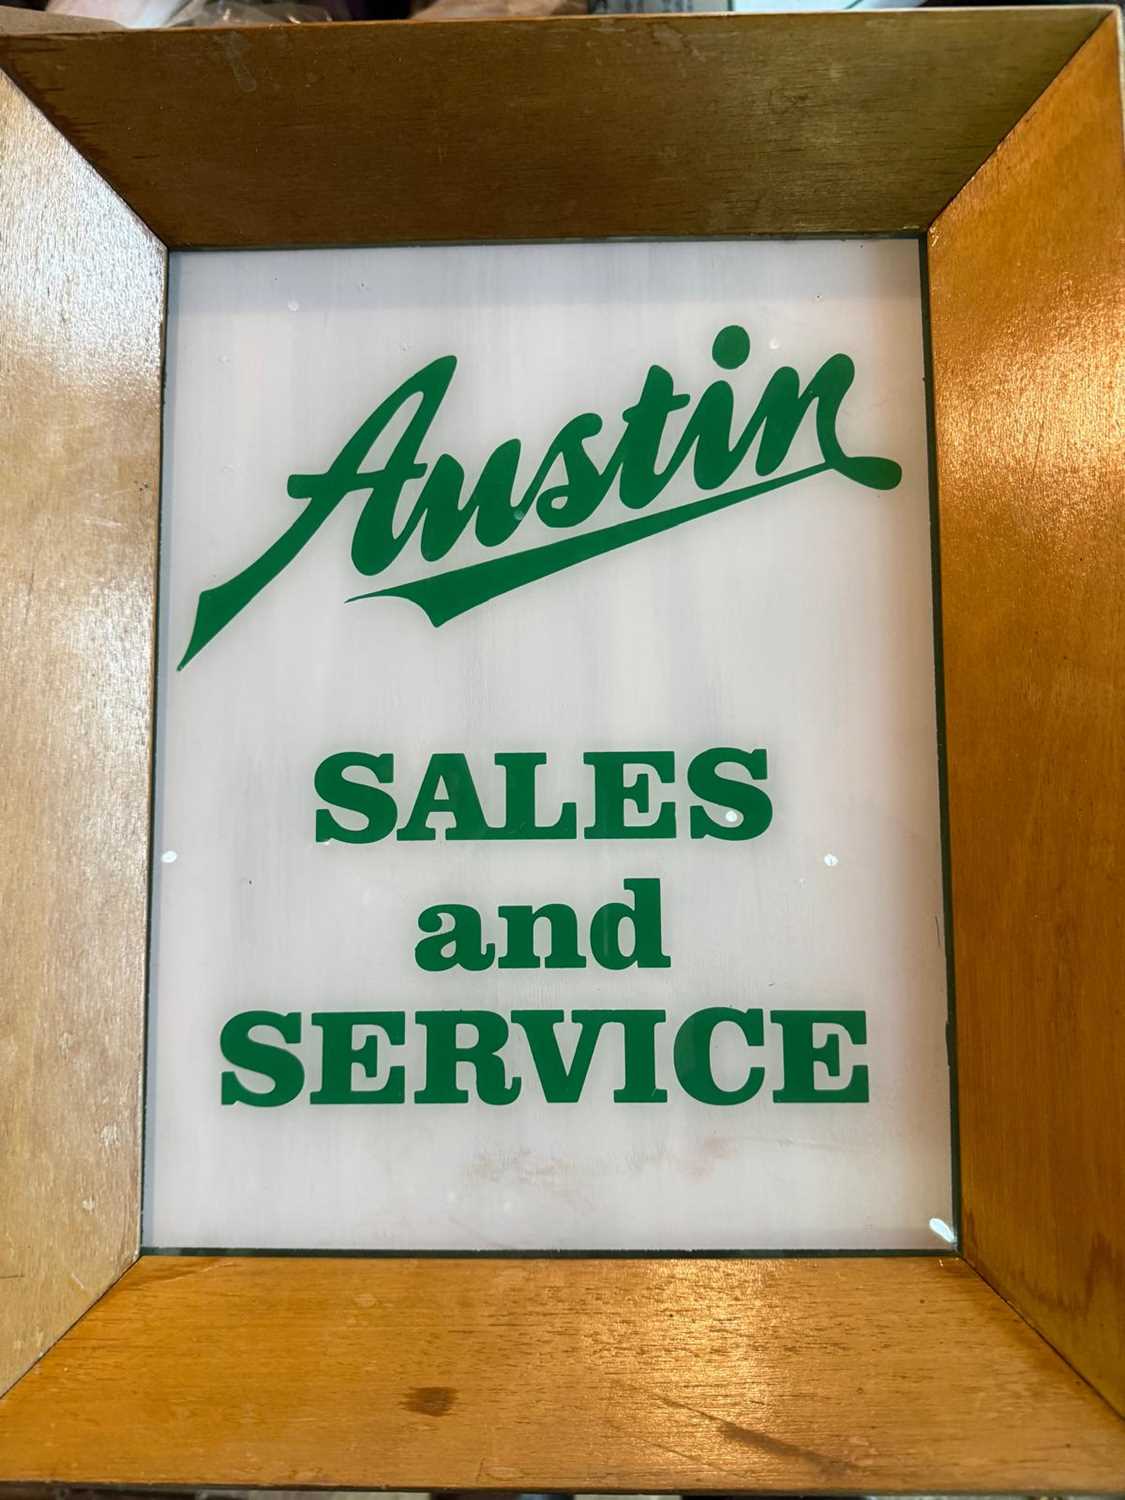 Austin
SALES
and
SERVICE